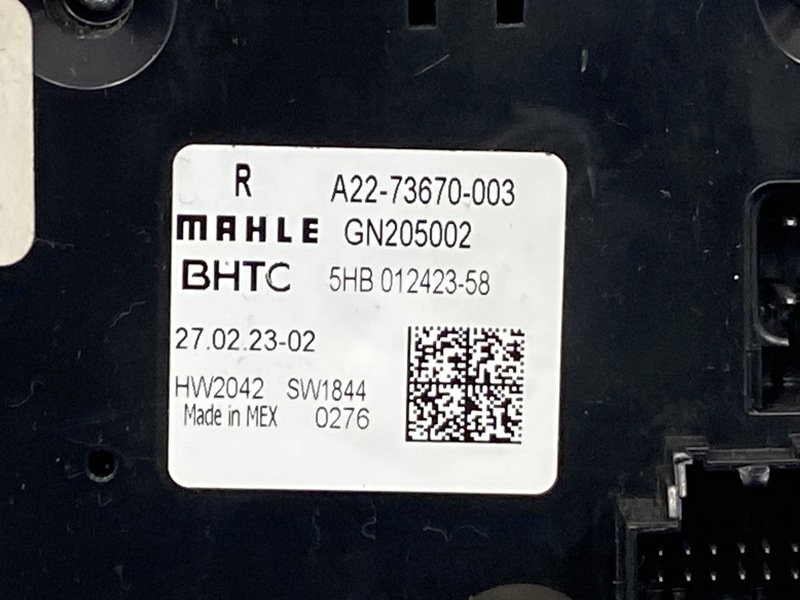 R A22-73670-003
MAHLE GN205002
BHTC 5HB 012423-58
27.02.23-02
HW2042 SW1844
Made in MEX 0276